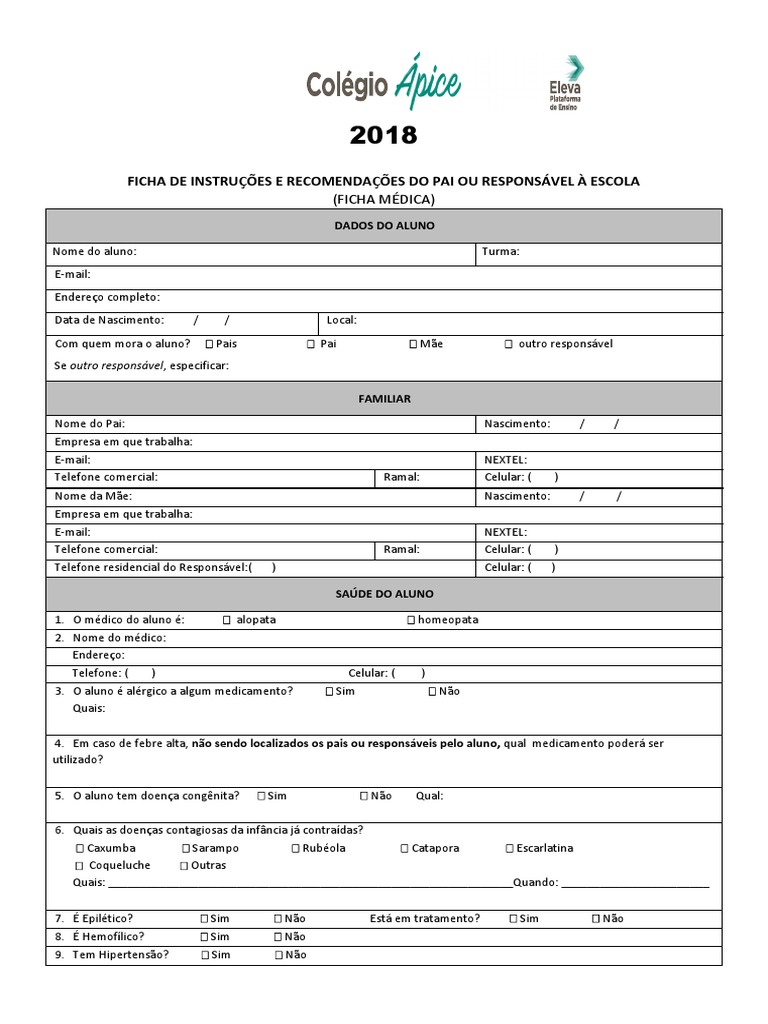 Colégio Ápice
Eleva
Plataforma
de Ensino
2018
FICHA DE INSTRUÇÕES E RECOMENDAÇÕES DO PAI OU RESPONSÁVEL À ESCOLA
(FICHA MÉDICA)
DADOS DO ALUNO
Nome do aluno: Turma:
E-mail:
Endereço completo:
Data de Nascimento: / / Local:
Com quem mora o aluno? □ Pais □ Pai □ Mãe □ outro responsável
Se outro responsável, especificar:
FAMILIAR
Nome do Pai: Nascimento: / /
Empresa em que trabalha:
E-mail: NEXTEL:
Telefone comercial: Ramal: Celular: ( )
Nome da Mãe: Nascimento: / /
Empresa em que trabalha:
E-mail: NEXTEL:
Telefone comercial: Ramal: Celular: ( )
Telefone residencial do Responsável:( ) Celular: ( )
SAÚDE DO ALUNO
1. O médico do aluno é: □ alopata □ homeopata
2. Nome do médico:
Endereço:
Telefone: ( ) Celular: ( )
3. O aluno é alérgico a algum medicamento? □ Sim □ Não
Quais:
4. Em caso de febre alta, não sendo localizados os pais ou responsáveis pelo aluno, qual medicamento poderá ser
utilizado?
5. O aluno tem doença congênita? □ Sim □ Não Qual:
6. Quais as doenças contagiosas da infância já contraídas?
□ Caxumba □ Sarampo □ Rubéola □ Catapora □ Escarlatina
□ Coqueluche □ Outras
Quais: ____________________ Quando: ____________________
7. É Epilético? □ Sim □ Não Está em tratamento? □ Sim □ Não
8. É Hemofílico? □ Sim □ Não
9. Tem Hipertensão? □ Sim □ Não